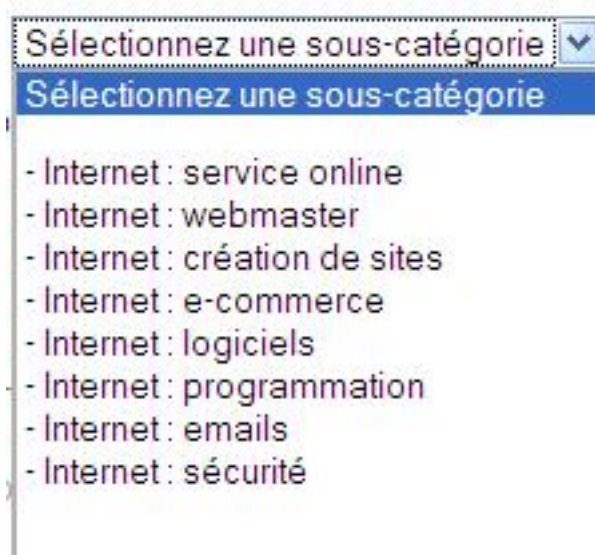 Sélectionnez une sous-catégorie
Sélectionnez une sous-catégorie
- Internet : service online
- Internet : webmaster
- Internet : création de sites
- Internet : e-commerce
- Internet : logiciels
- Internet : programmation
- Internet : emails
- Internet : sécurité